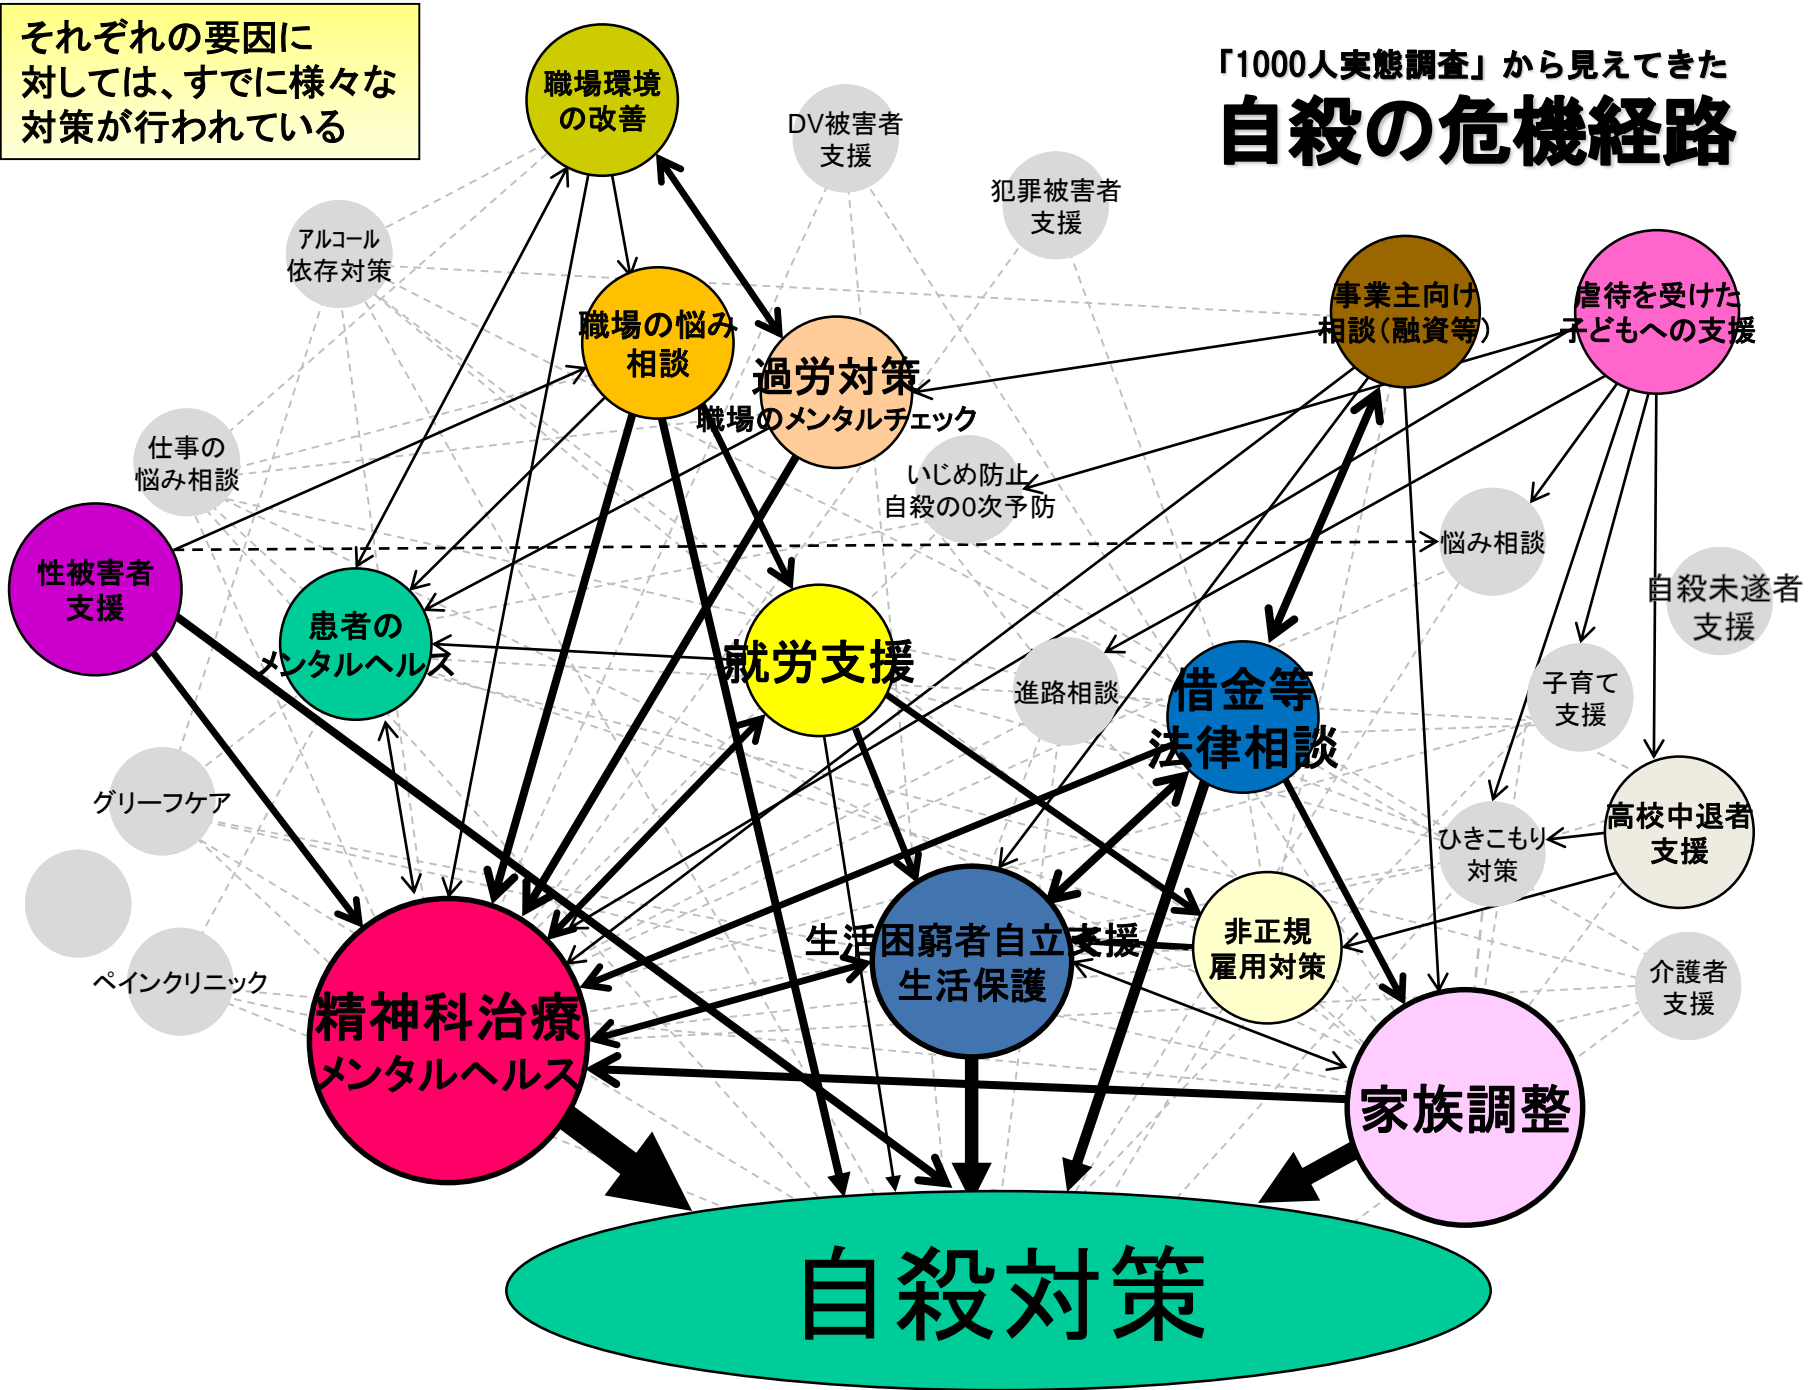 それぞれの要因に
対しては、すでに様々な
対策が行われている
「1000人実態調査」から見えてきた
自殺の危機経路
職場環境
の改善
DV被害者
支援
犯罪被害者
支援
アルコール
依存対策
職場の悩み
相談
過労対策
職場のメンタルチェック
事業主向け
相談（融資等）
虐待を受けた
子どもへの支援
仕事の
悩み相談
いじめ防止
自殺の0次予防
悩み相談
性被害者
支援
自殺未遂者
支援
患者の
メンタルヘルス
就労支援
進路相談
借金等
法律相談
子育て
支援
グリーフケア
高校中退者
支援
ひきこもり
対策
ペインクリニック
生活困窮者自立支援
生活保護
非正規
雇用対策
介護者
支援
精神科治療
メンタルヘルス
家族調整
自殺対策